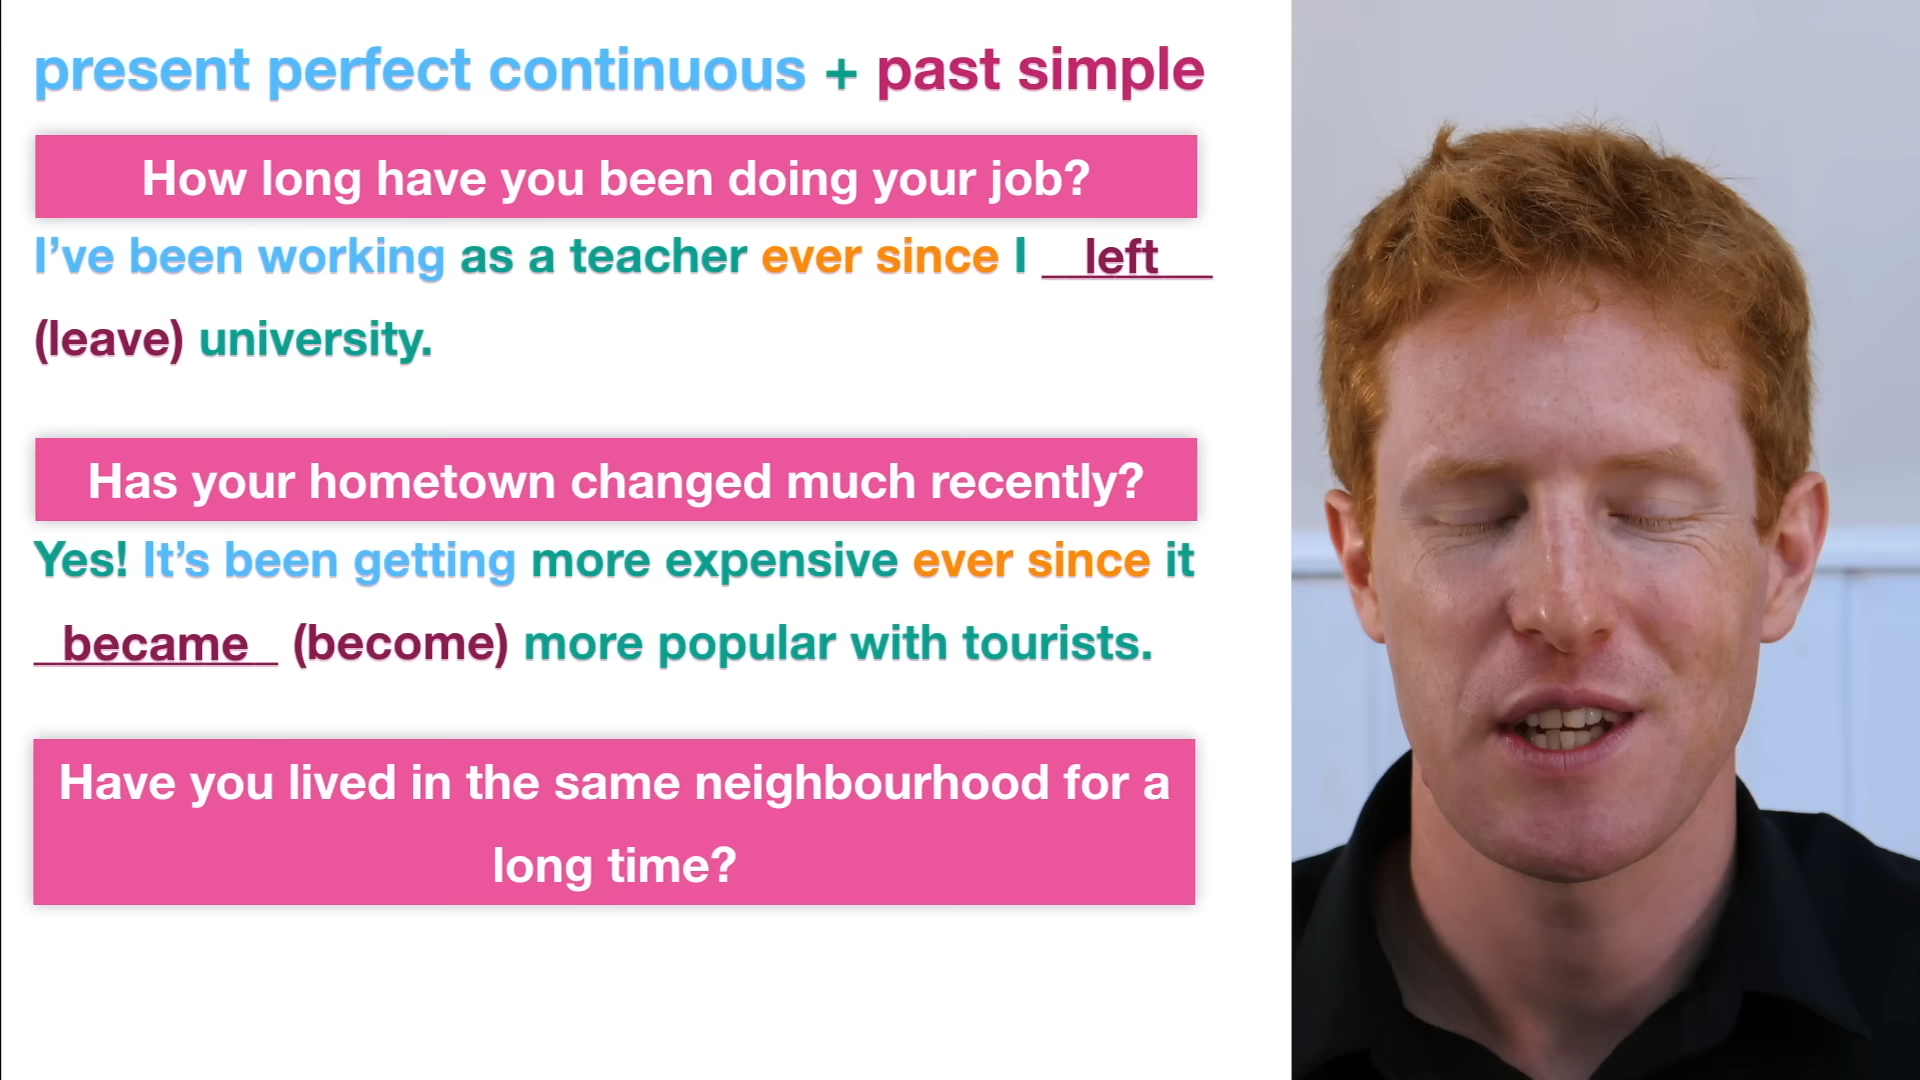 present perfect continuous + past simple
How long have you been doing your job?
I’ve been working as a teacher ever since I left
(leave) university.
Has your hometown changed much recently?
Yes! It’s been getting more expensive ever since it
became (become) more popular with tourists.
Have you lived in the same neighbourhood for a
long time?